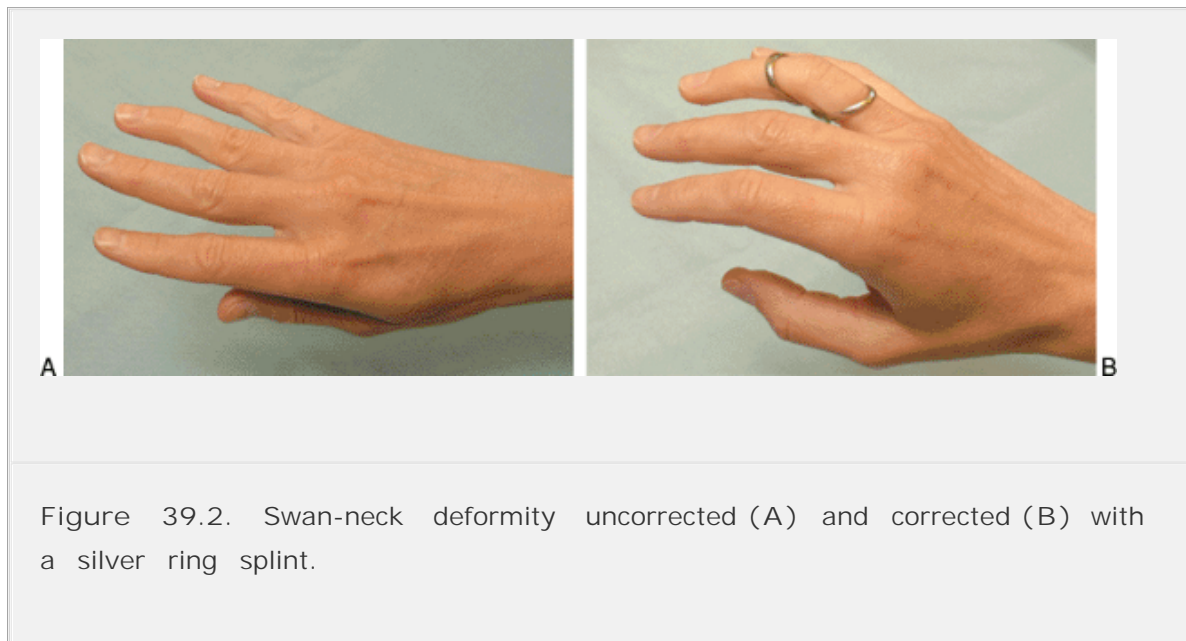 A
B
Figure 39.2. Swan-neck deformity uncorrected (A) and corrected (B) with
a silver ring splint.